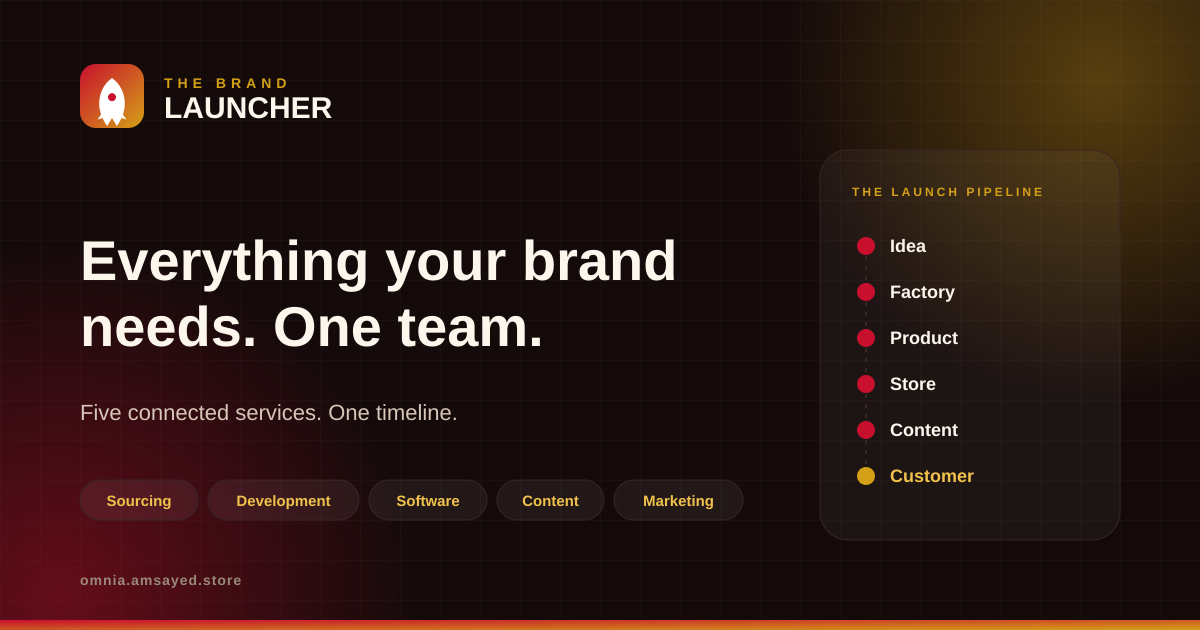 THE BRAND
LAUNCHER
Everything your brand
needs. One team.
Five connected services. One timeline.
Sourcing
Development
Software
Content
Marketing
omnia.amsayed.store
THE LAUNCH PIPELINE
Idea
Factory
Product
Store
Content
Customer